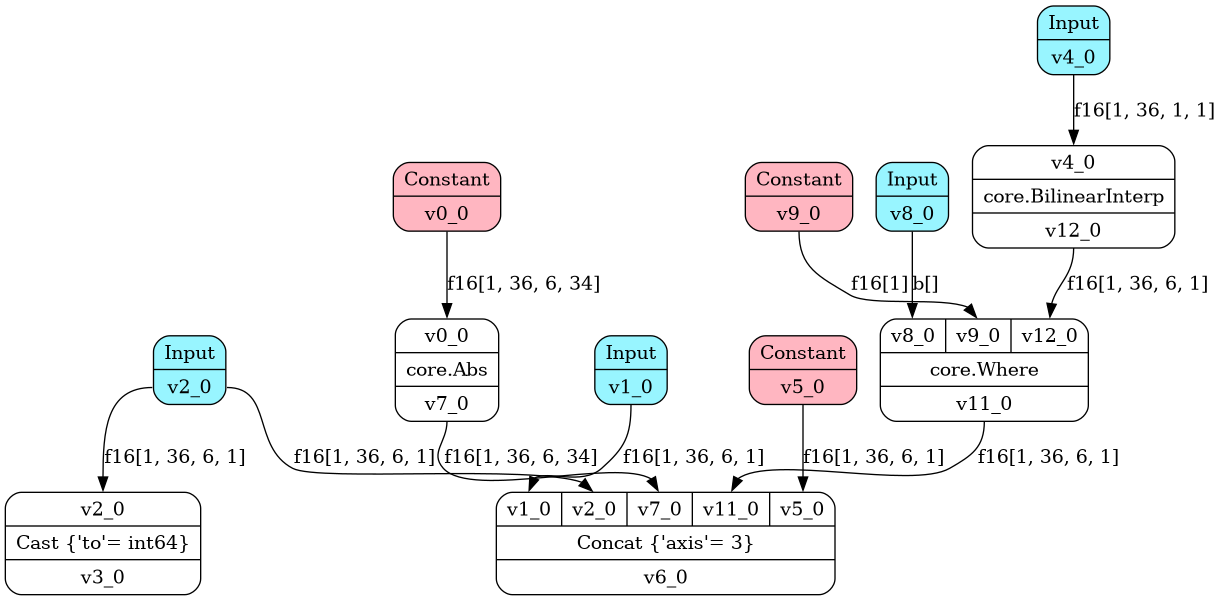 Input
v4_0
f16[1, 36, 1, 1]
Constant
v0_0
Constant
v9_0
Input
v8_0
v4_0
core.BilinearInterp
v12_0
f16[1, 36, 6, 34]
f16[1]
b[]
f16[1, 36, 6, 1]
Input
v2_0
v0_0
core.Abs
v7_0
Input
v1_0
Constant
v5_0
v8_0 v9_0 v12_0
core.Where
v11_0
f16[1, 36, 6, 1]
f16[1, 36, 6, 1]
f16[1, 36, 6, 34]
f16[1, 36, 6, 1]
f16[1, 36, 6, 1]
f16[1, 36, 6, 1]
v2_0
Cast {'to'= int64}
v3_0
v1_0 v2_0 v7_0 v11_0 v5_0
Concat {'axis'= 3}
v6_0